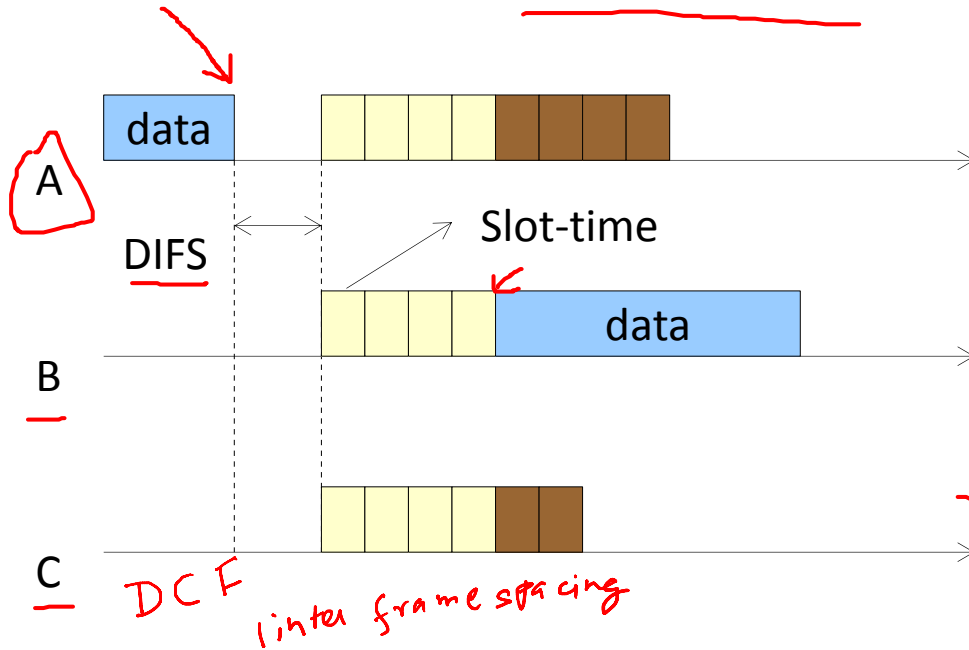 data
A
DIFS
Slot-time
data
B
C
DCF
inter frame spacing